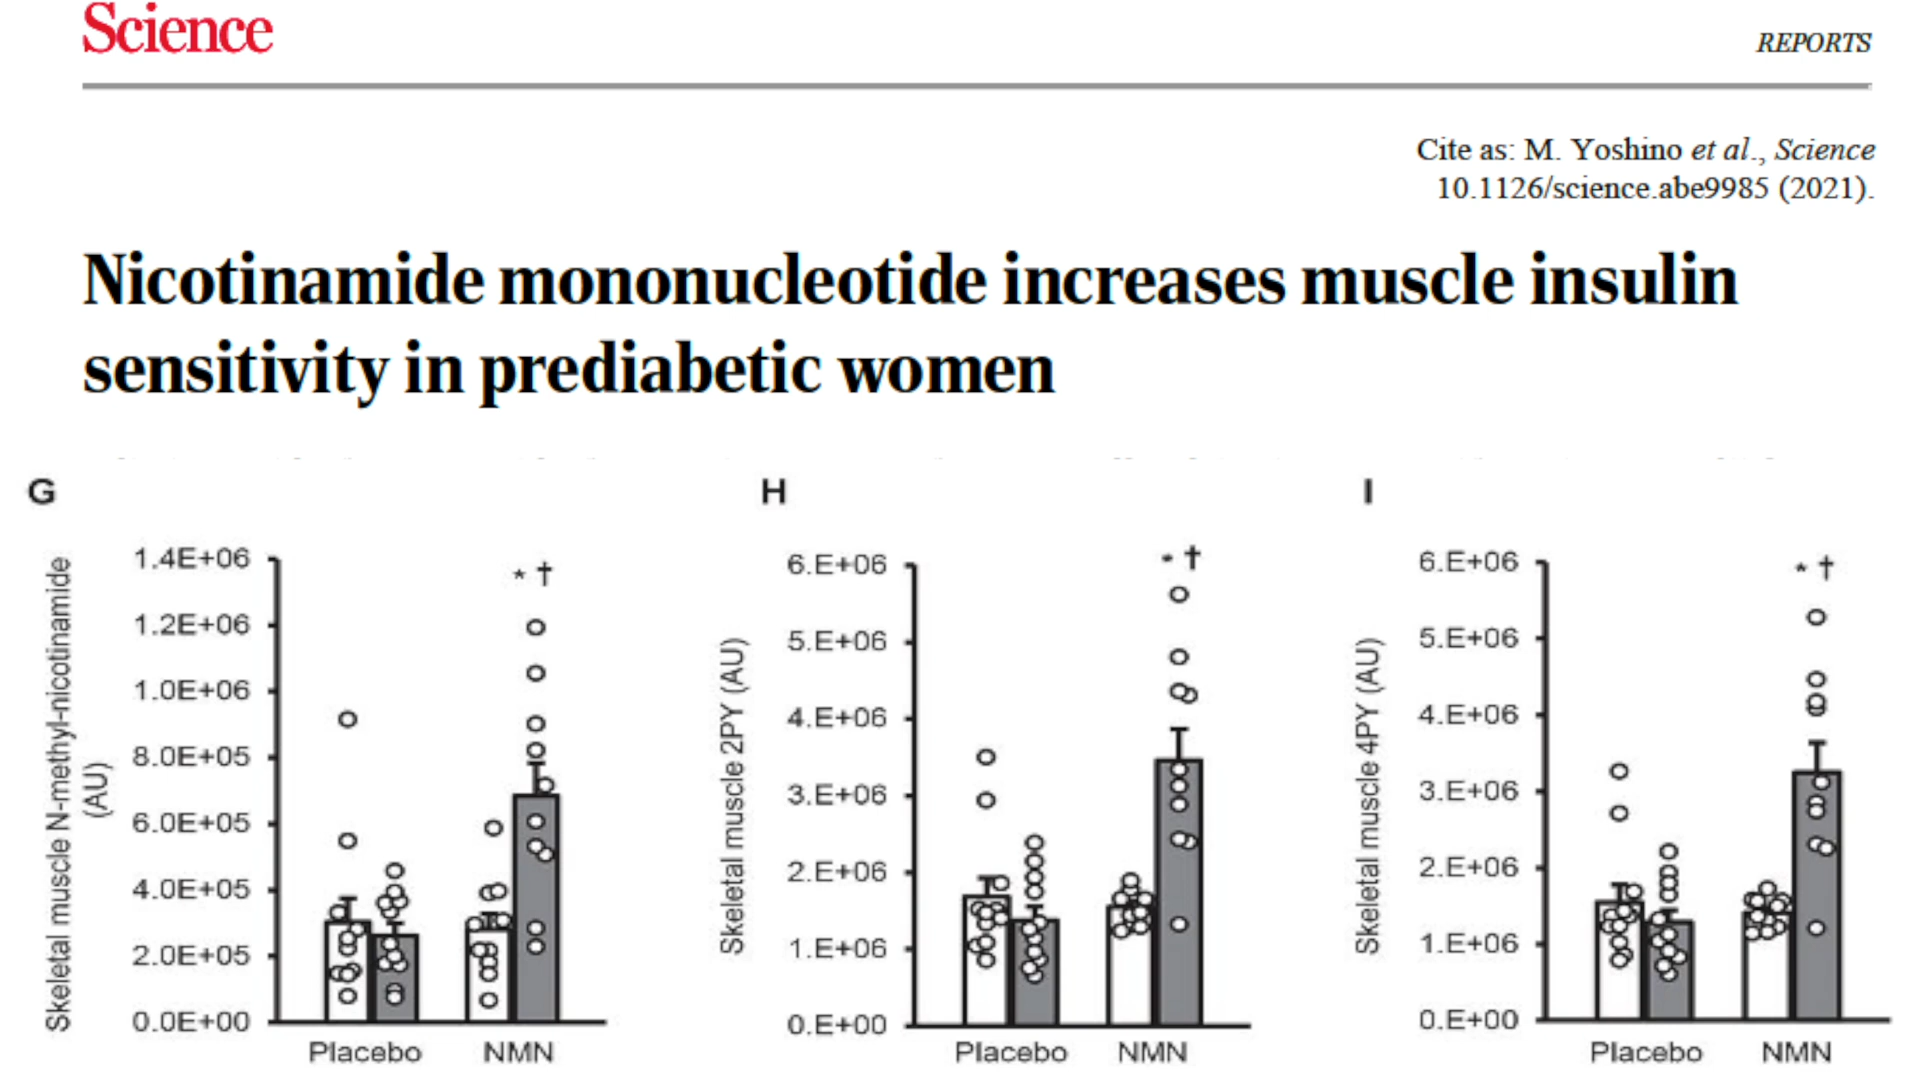 Science
REPORTS
Cite as: M. Yoshino et al., Science
10.1126/science.abe9985 (2021).
Nicotinamide mononucleotide increases muscle insulin
sensitivity in prediabetic women
G
Skeletal muscle N-methyl-nicotinamide
(AU)
1.4E+06
1.2E+06
1.0E+06
8.0E+05
6.0E+05
4.0E+05
2.0E+05
0.0E+00
* †
Placebo NMN
H
Skeletal muscle 2PY (AU)
6.E+06
5.E+06
4.E+06
3.E+06
2.E+06
1.E+06
0.E+00
* †
Placebo NMN
I
Skeletal muscle 4PY (AU)
6.E+06
5.E+06
4.E+06
3.E+06
2.E+06
1.E+06
0.E+00
* †
Placebo NMN